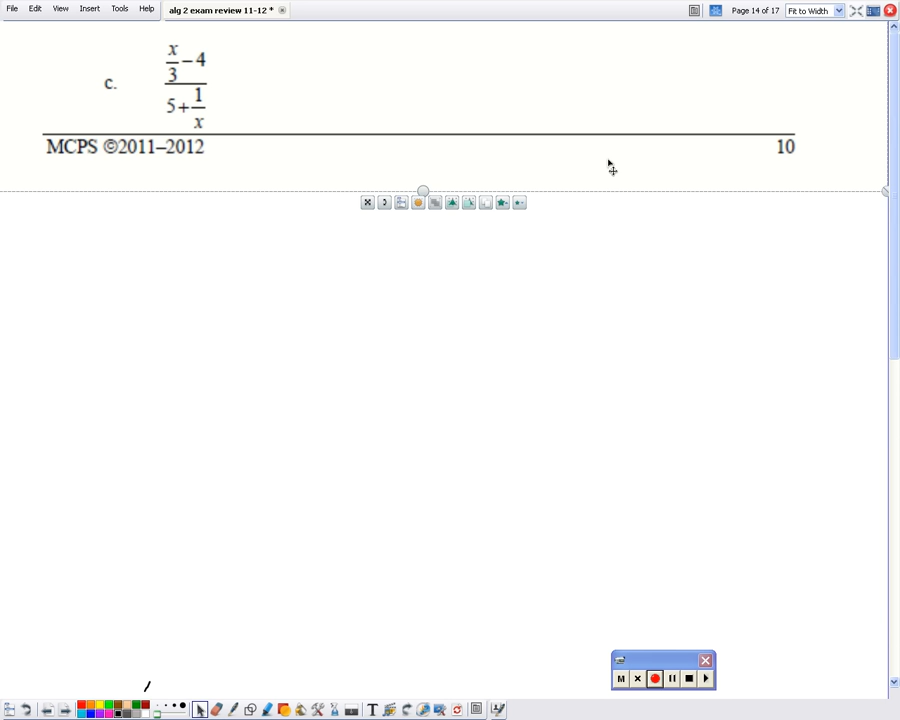 File Edit View Insert Tools Help alg 2 exam review 11-12 * Page 14 of 17 Fit to Width
c. x/3 − 4
5 + 1/x
MCPS ©2011–2012 10
M
T